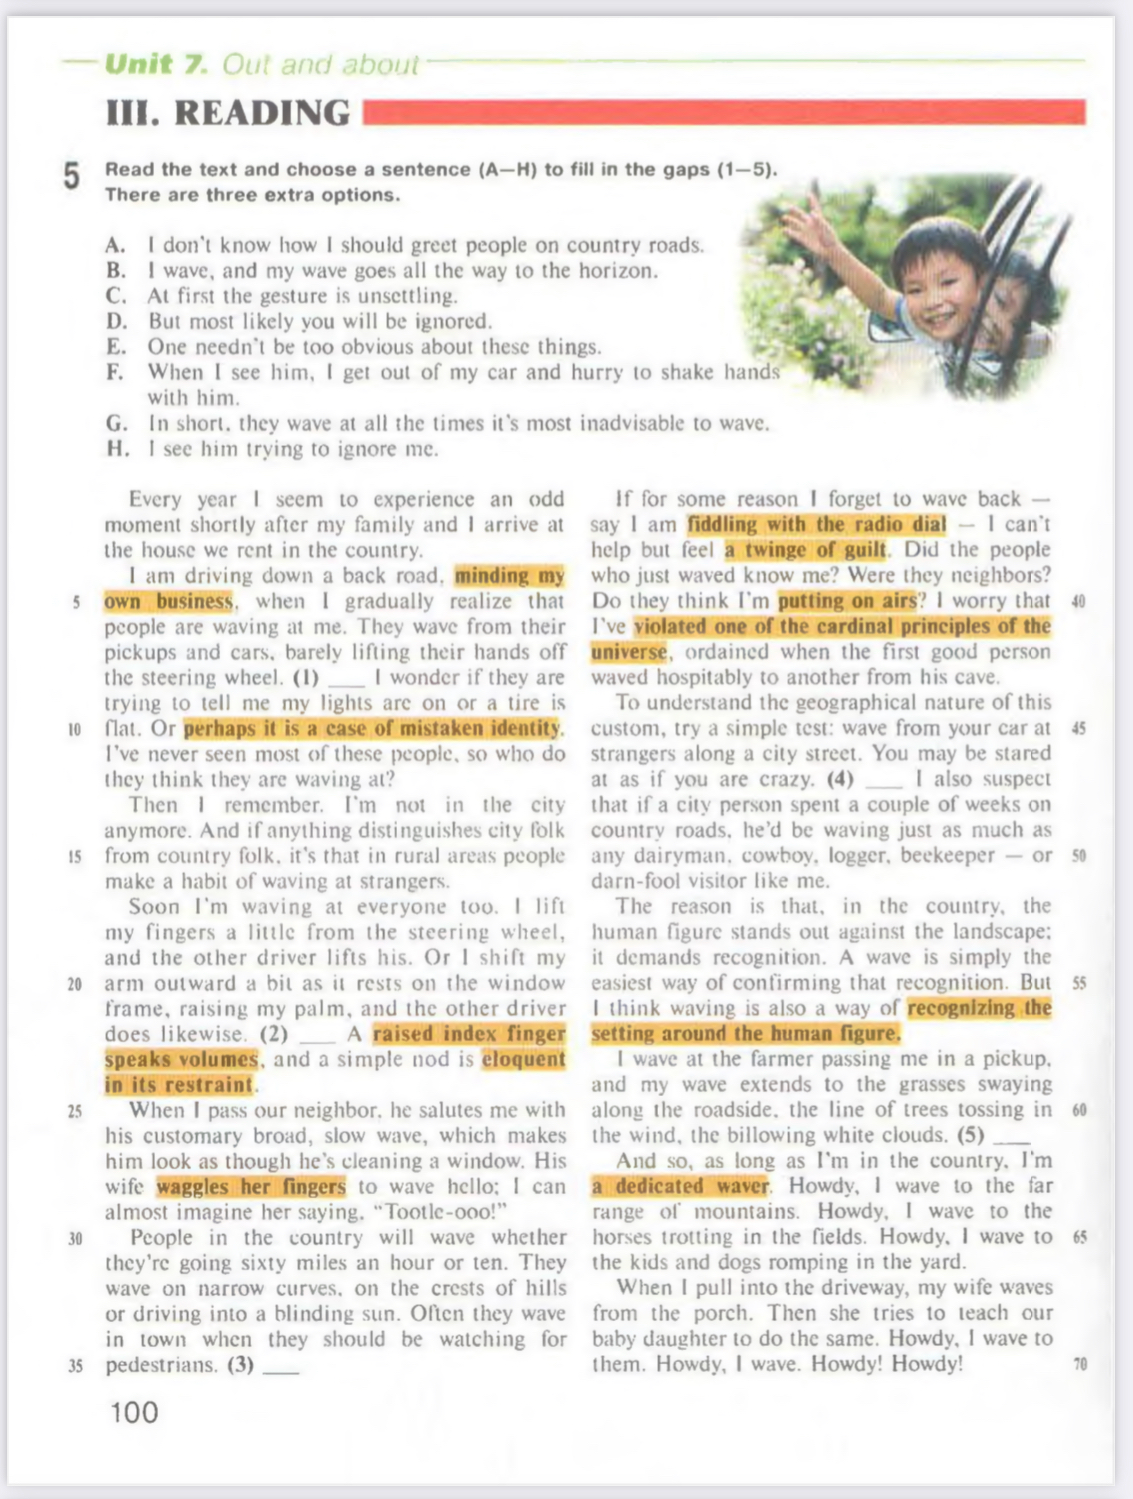 Unit 7. Out and about
III. READING
5 Read the text and choose a sentence (A—H) to fill in the gaps (1—5).
There are three extra options.
A. I don't know how I should greet people on country roads.
B. I wave, and my wave goes all the way to the horizon.
C. At first the gesture is unsettling.
D. But most likely you will be ignored.
E. One needn't be too obvious about these things.
F. When I see him, I get out of my car and hurry to shake hands
with him.
G. In short, they wave at all the times it's most inadvisable to wave.
H. I see him trying to ignore me.
Every year I seem to experience an odd
moment shortly after my family and I arrive at
the house we rent in the country.
I am driving down a back road, minding my
5 own business, when I gradually realize that
people are waving at me. They wave from their
pickups and cars, barely lifting their hands off
the steering wheel. (1) ___ I wonder if they are
trying to tell me my lights are on or a tire is
10 flat. Or perhaps it is a case of mistaken identity.
I've never seen most of these people, so who do
they think they are waving at?
Then I remember. I'm not in the city
anymore. And if anything distinguishes city folk
15 from country folk, it's that in rural areas people
make a habit of waving at strangers.
Soon I'm waving at everyone too. I lift
my fingers a little from the steering wheel,
and the other driver lifts his. Or I shift my
20 arm outward a bit as it rests on the window
frame, raising my palm, and the other driver
does likewise. (2) ___ A raised index finger
speaks volumes, and a simple nod is eloquent
in its restraint.
25 When I pass our neighbor, he salutes me with
his customary broad, slow wave, which makes
him look as though he's cleaning a window. His
wife waggles her fingers to wave hello; I can
almost imagine her saying, "Tootle-ooo!"
30 People in the country will wave whether
they're going sixty miles an hour or ten. They
wave on narrow curves, on the crests of hills
or driving into a blinding sun. Often they wave
in town when they should be watching for
35 pedestrians. (3) ___
If for some reason I forget to wave back —
say I am fiddling with the radio dial — I can't
help but feel a twinge of guilt. Did the people
who just waved know me? Were they neighbors?
Do they think I'm putting on airs? I worry that 40
I've violated one of the cardinal principles of the
universe, ordained when the first good person
waved hospitably to another from his cave.
To understand the geographical nature of this
custom, try a simple test: wave from your car at 45
strangers along a city street. You may be stared
at as if you are crazy. (4) ___ I also suspect
that if a city person spent a couple of weeks on
country roads, he'd be waving just as much as
any dairyman, cowboy, logger, beekeeper — or 50
darn-fool visitor like me.
The reason is that, in the country, the
human figure stands out against the landscape;
it demands recognition. A wave is simply the
easiest way of confirming that recognition. But 55
I think waving is also a way of recognizing the
setting around the human figure.
I wave at the farmer passing me in a pickup,
and my wave extends to the grasses swaying
along the roadside, the line of trees tossing in 60
the wind, the billowing white clouds. (5) ___
And so, as long as I'm in the country, I'm
a dedicated waver. Howdy, I wave to the far
range of mountains. Howdy, I wave to the
horses trotting in the fields. Howdy, I wave to 65
the kids and dogs romping in the yard.
When I pull into the driveway, my wife waves
from the porch. Then she tries to teach our
baby daughter to do the same. Howdy, I wave to
them. Howdy, I wave. Howdy! Howdy! 70
100